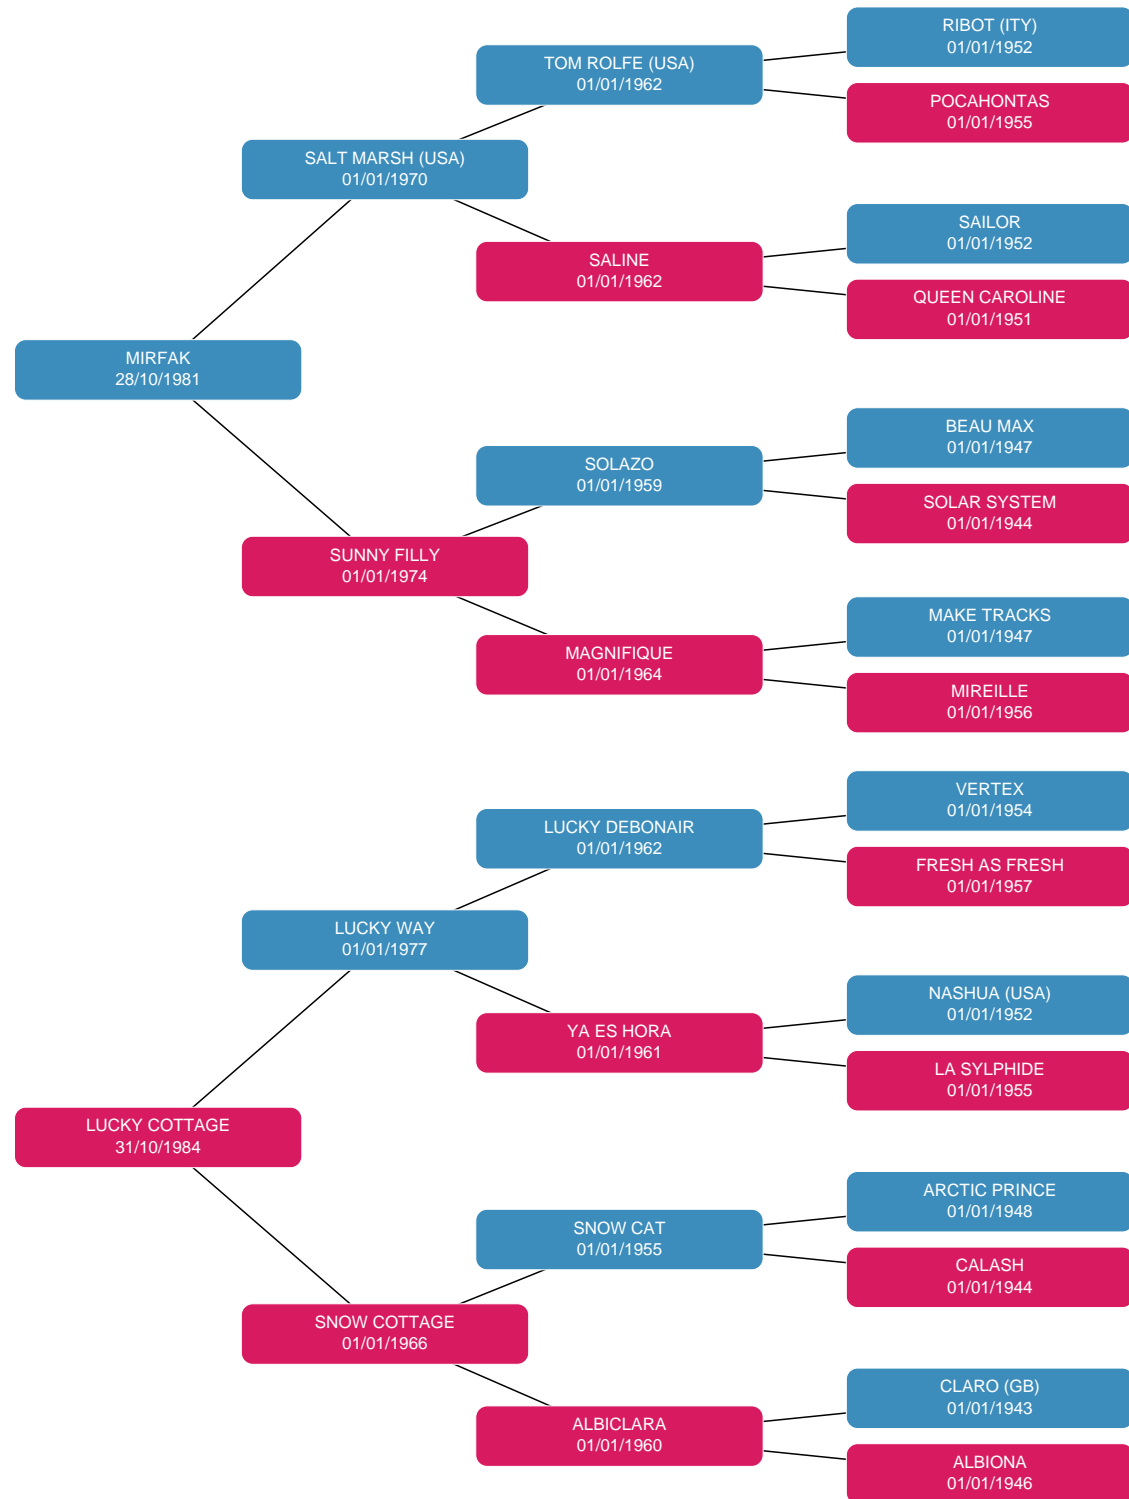 RIBOT (ITY)
01/01/1952
TOM ROLFE (USA)
01/01/1962
POCAHONTAS
01/01/1955
SALT MARSH (USA)
01/01/1970
SAILOR
01/01/1952
SALINE
01/01/1962
QUEEN CAROLINE
01/01/1951
MIRFAK
28/10/1981
BEAU MAX
01/01/1947
SOLAZO
01/01/1959
SOLAR SYSTEM
01/01/1944
SUNNY FILLY
01/01/1974
MAKE TRACKS
01/01/1947
MAGNIFIQUE
01/01/1964
MIREILLE
01/01/1956
VERTEX
01/01/1954
LUCKY DEBONAIR
01/01/1962
FRESH AS FRESH
01/01/1957
LUCKY WAY
01/01/1977
NASHUA (USA)
01/01/1952
YA ES HORA
01/01/1961
LA SYLPHIDE
01/01/1955
LUCKY COTTAGE
31/10/1984
ARCTIC PRINCE
01/01/1948
SNOW CAT
01/01/1955
CALASH
01/01/1944
SNOW COTTAGE
01/01/1966
CLARO (GB)
01/01/1943
ALBICLARA
01/01/1960
ALBIONA
01/01/1946